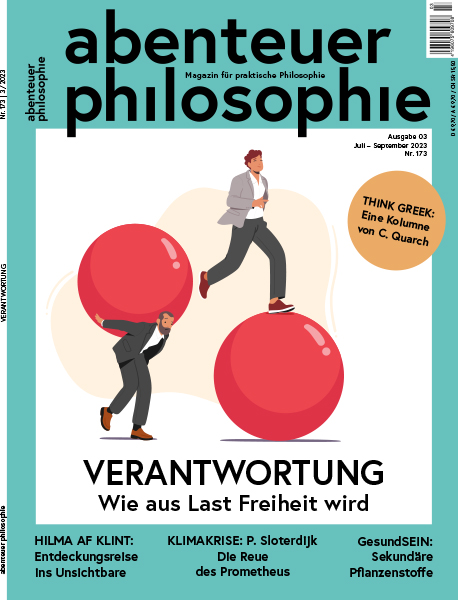 abenteuer
Magazin für praktische Philosophie
philosophie
Ausgabe 03
Juli – September 2023
Nr. 173
THINK GREEK:
Eine Kolumne
von C. Quarch
VERANTWORTUNG
Wie aus Last Freiheit wird
HILMA AF KLINT:
Entdeckungsreise
ins Unsichtbare
KLIMAKRISE: P. Sloterdijk
Die Reue
des Prometheus
GesundSEIN:
Sekundäre
Pflanzenstoffe
Nr. 173 | 3 / 2023
abenteuer
philosophie
VERANTWORTUNG
abenteuer philosophie